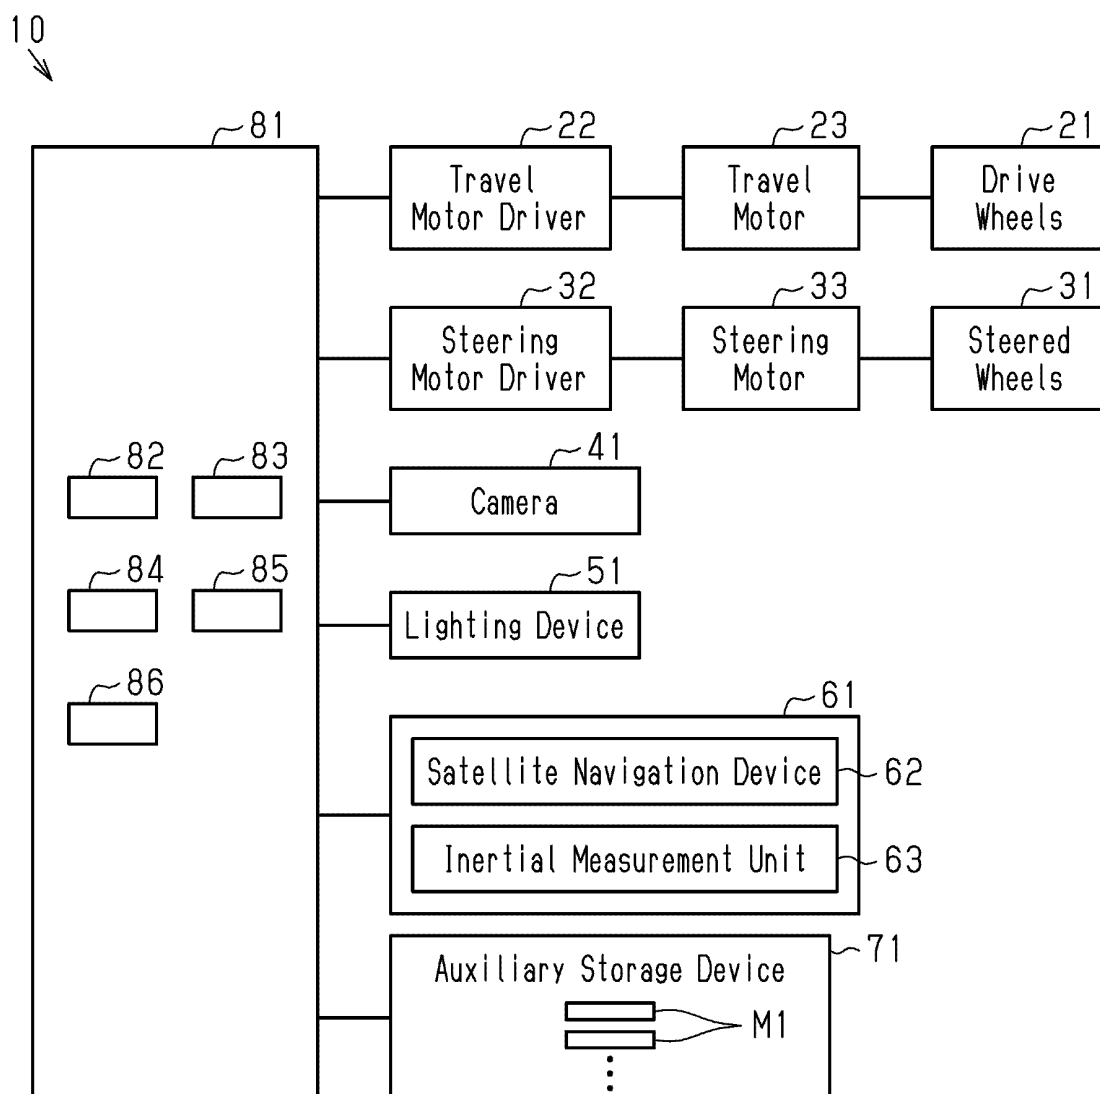 10
81
22
23
21
Travel
Motor Driver
Travel
Motor
Drive
Wheels
32
33
31
Steering
Motor Driver
Steering
Motor
Steered
Wheels
82
83
41
Camera
84
85
51
Lighting Device
86
61
Satellite Navigation Device
62
Inertial Measurement Unit
63
71
Auxiliary Storage Device
M1